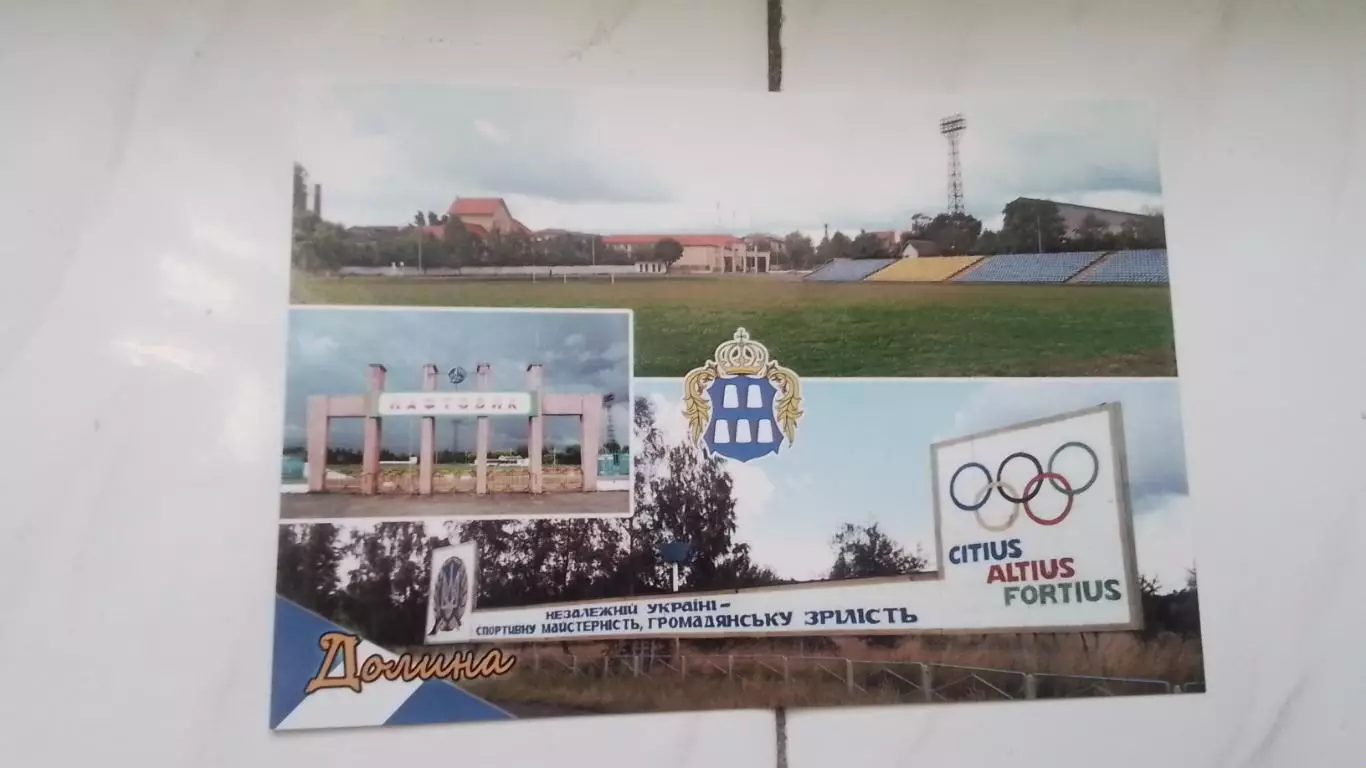 НАФТОВИК
CITIUS
ALTIUS
FORTIUS
НЕЗАЛЕЖНІЙ УКРАЇНІ –
СПОРТИВНУ МАЙСТЕРНІСТЬ, ГРОМАДЯНСЬКУ ЗРІЛІСТЬ
Долина